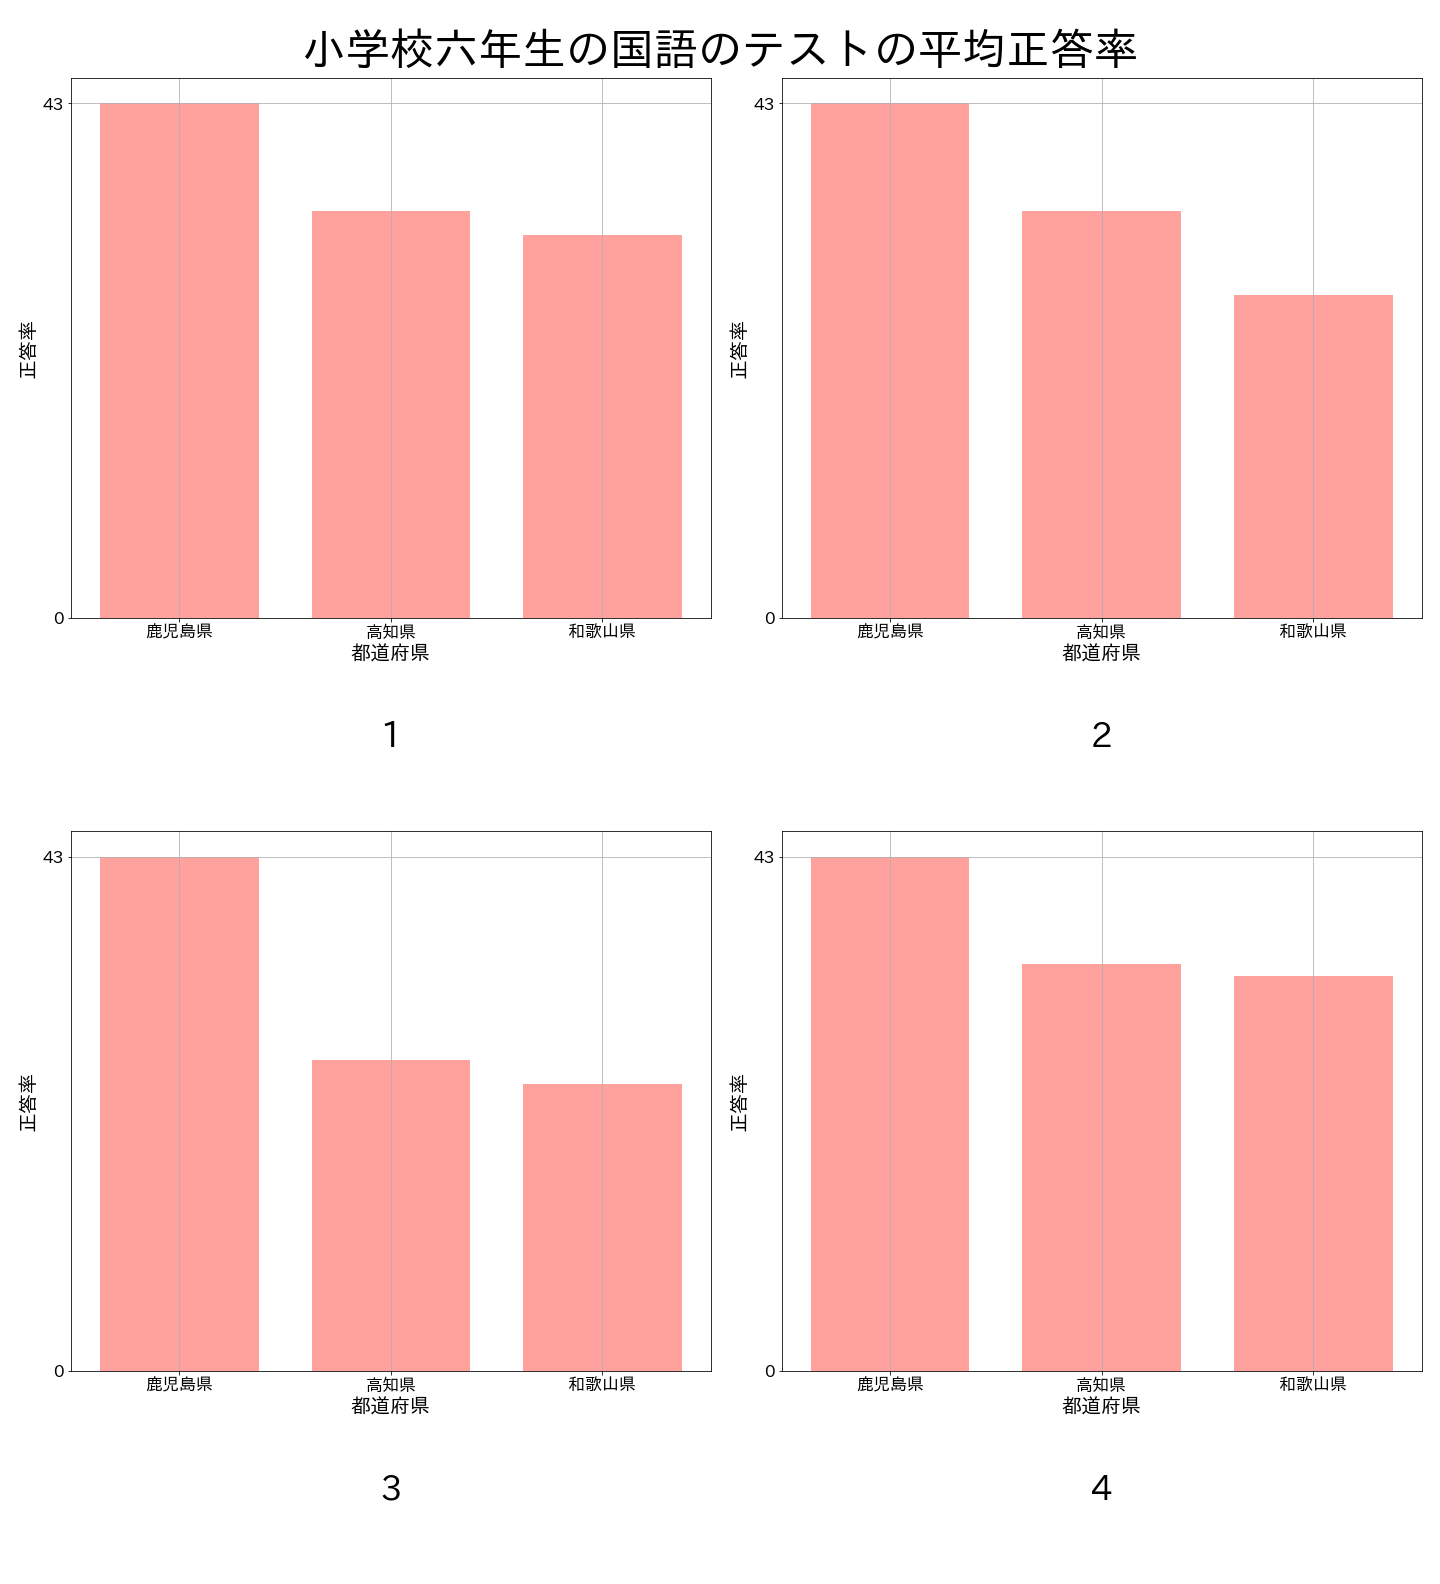 小学校六年生の国語のテストの平均正答率
43
0
正答率
鹿児島県 高知県 和歌山県
都道府県
1
43
0
正答率
鹿児島県 高知県 和歌山県
都道府県
2
43
0
正答率
鹿児島県 高知県 和歌山県
都道府県
3
43
0
正答率
鹿児島県 高知県 和歌山県
都道府県
4